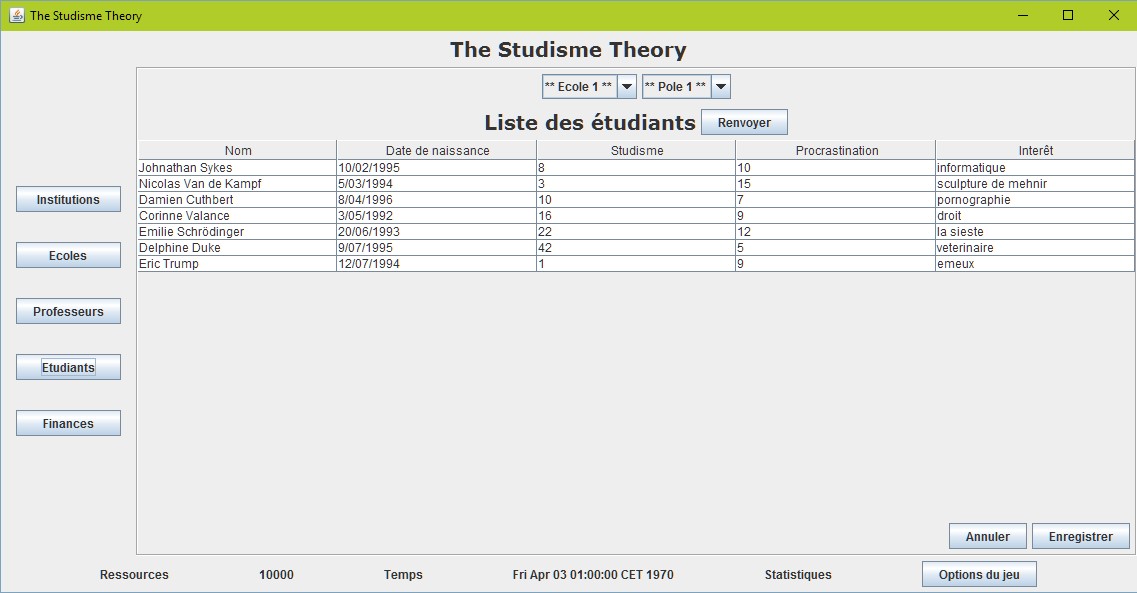 The Studisme Theory
The Studisme Theory
** Ecole 1 ** ** Pole 1 **
Liste des étudiants Renvoyer
Nom Date de naissance Studisme Procrastination Interêt
Johnathan Sykes 10/02/1995 8 10 informatique
Nicolas Van de Kampf 5/03/1994 3 15 sculpture de mehnir
Damien Cuthbert 8/04/1996 10 7 pornographie
Corinne Valance 3/05/1992 16 9 droit
Emilie Schrödinger 20/06/1993 22 12 la sieste
Delphine Duke 9/07/1995 42 5 veterinaire
Eric Trump 12/07/1994 1 9 emeux
Institutions
Ecoles
Professeurs
Etudiants
Finances
Annuler Enregistrer
Ressources 10000 Temps Fri Apr 03 01:00:00 CET 1970 Statistiques Options du jeu